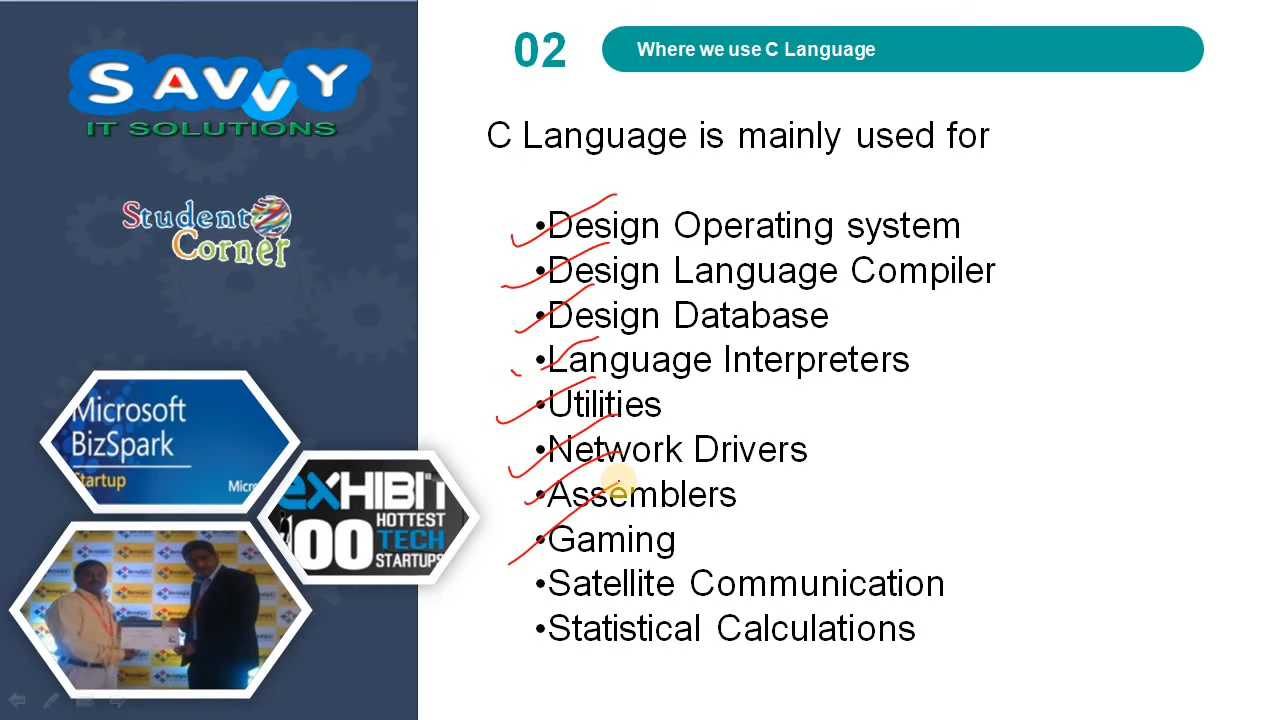 SAVVY
IT SOLUTIONS
Student
Corner
Microsoft
BizSpark
Startup
Micro
eXHIBIT
100
HOTTEST
TECH
STARTUPS
02
Where we use C Language
C Language is mainly used for
•Design Operating system
•Design Language Compiler
•Design Database
•Language Interpreters
•Utilities
•Network Drivers
•Assemblers
•Gaming
•Satellite Communication
•Statistical Calculations